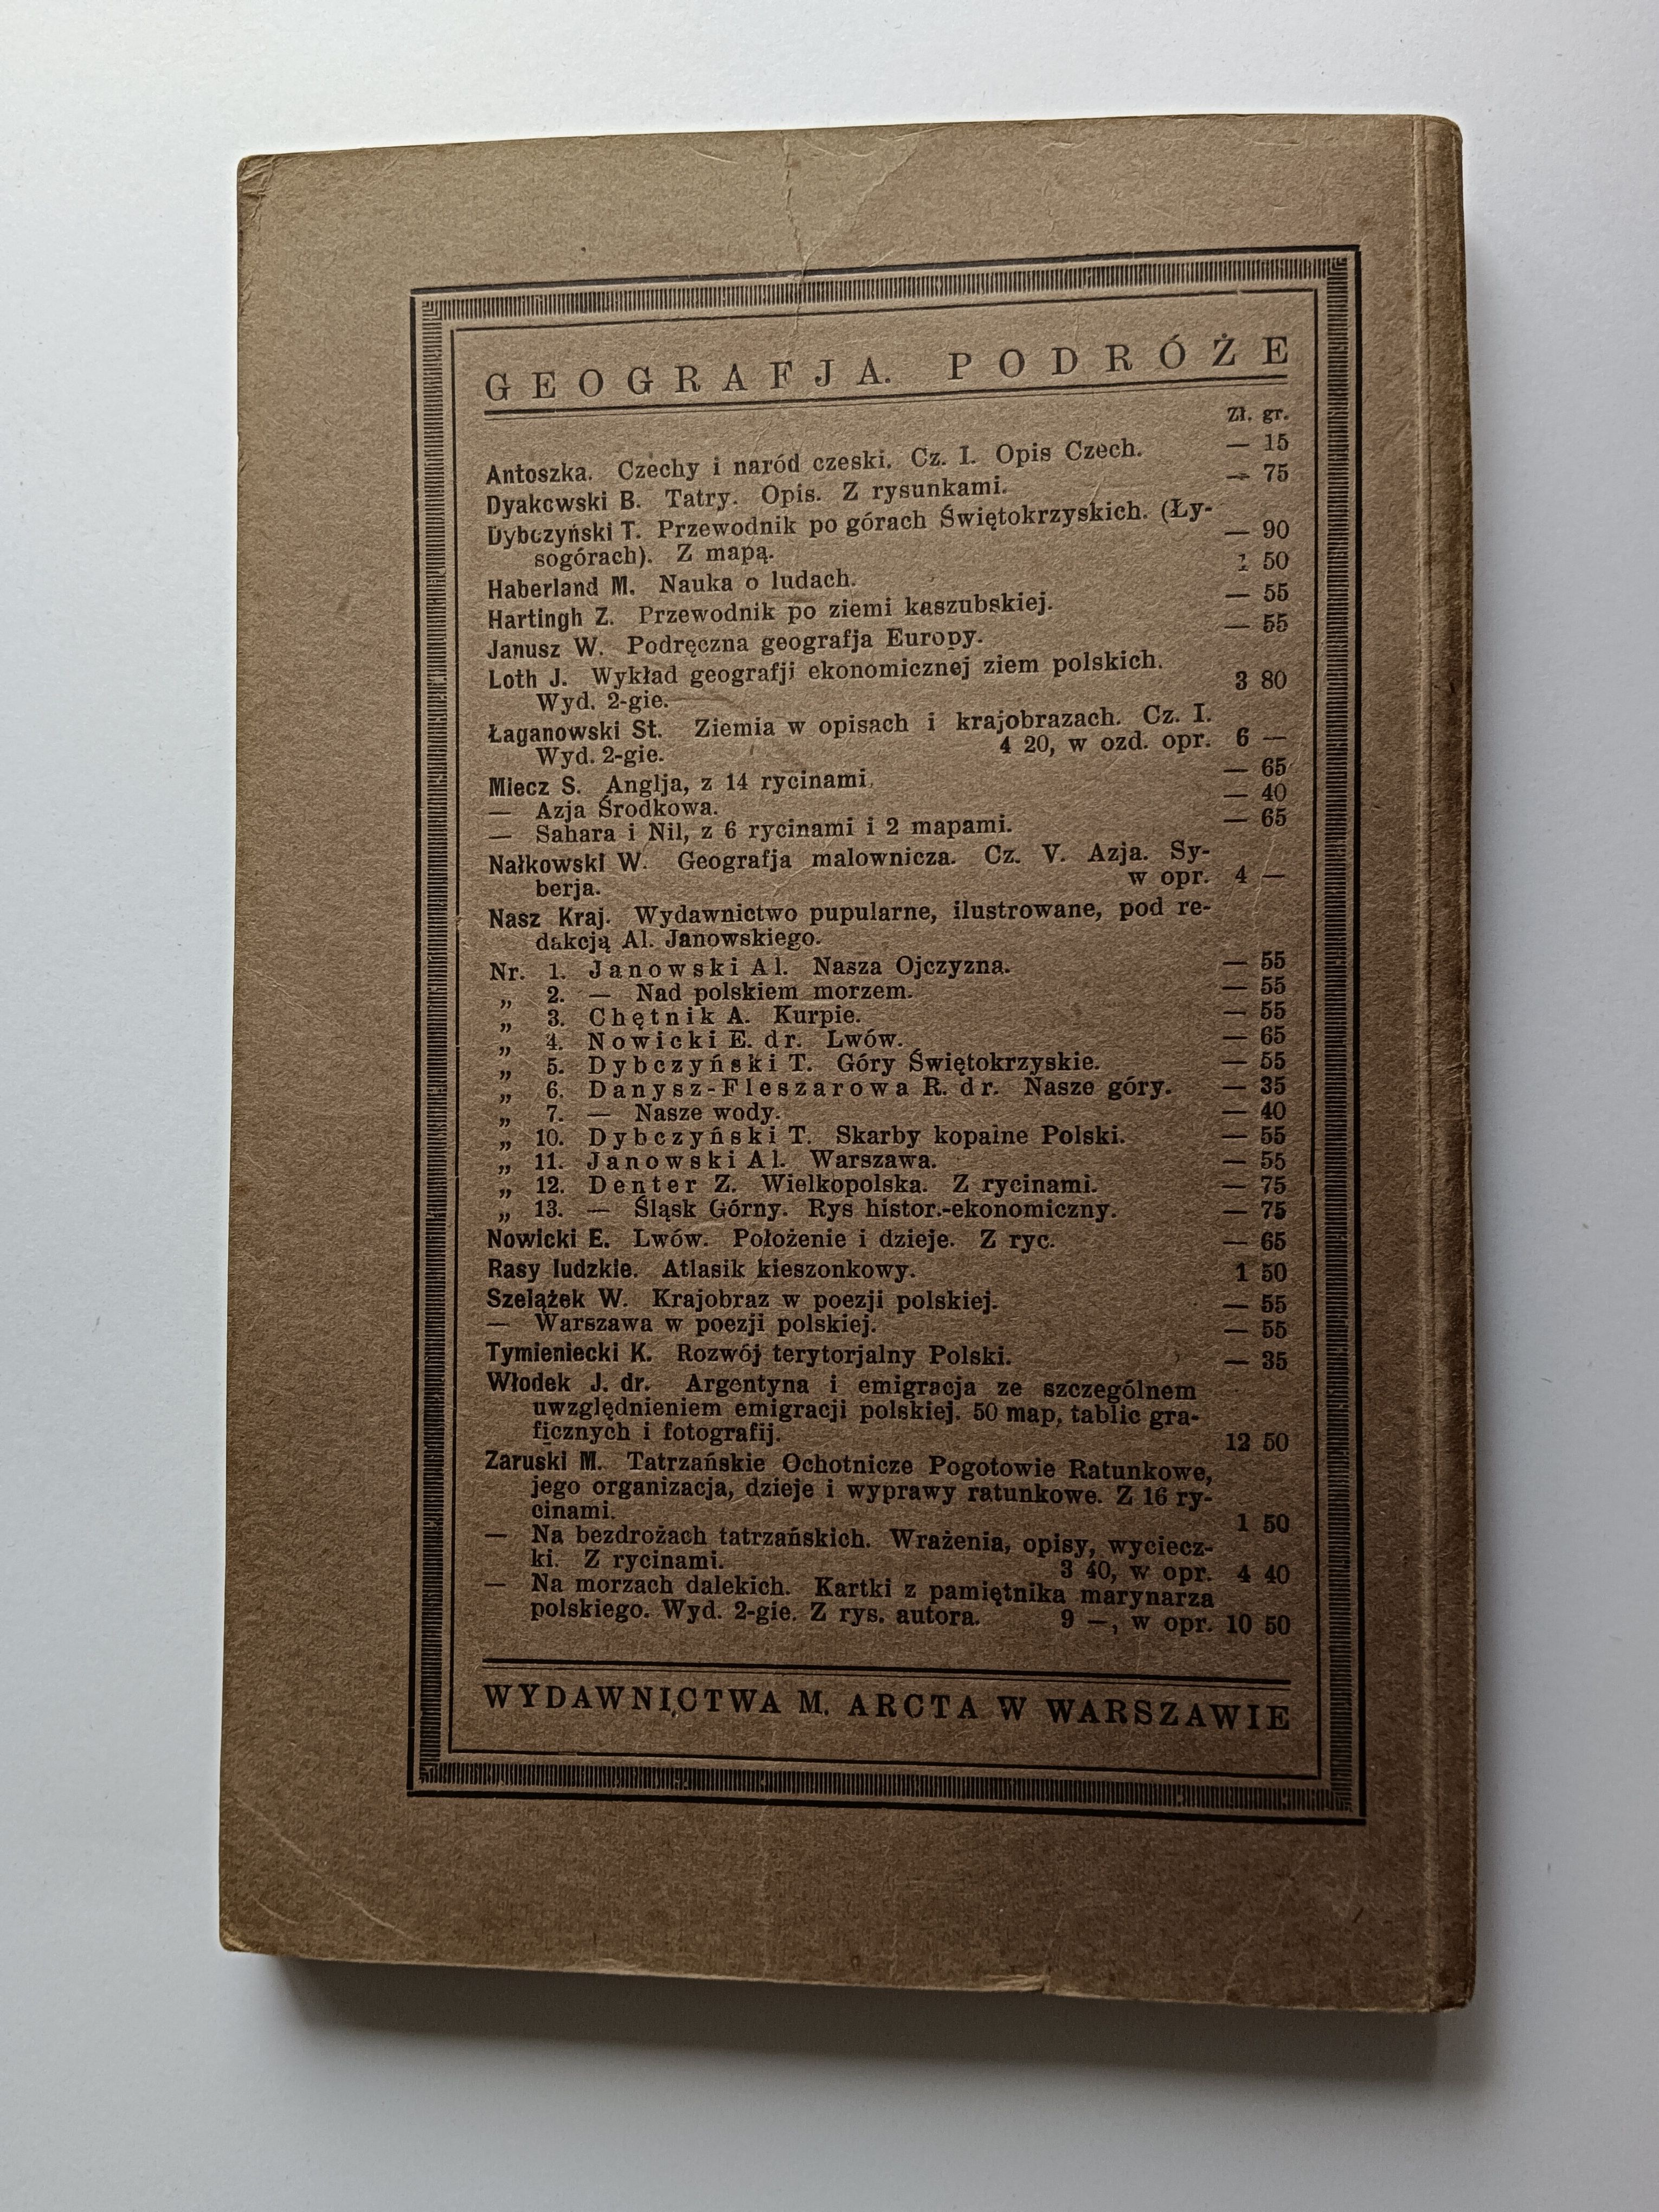 GEOGRAFJA. PODRÓŻE
Zł. gr.
Antoszka. Czechy i naród czeski. Cz. I. Opis Czech. — 15
Dyakowski B. Tatry. Opis. Z rysunkami. — 75
Dybczyński T. Przewodnik po górach Świętokrzyskich. (Ły-
sogórach). Z mapą. — 90
Haberland M. Nauka o ludach. 1 50
Hartingh Z. Przewodnik po ziemi kaszubskiej. — 55
Janusz W. Podręczna geografja Europy. — 55
Loth J. Wykład geografji ekonomicznej ziem polskich.
Wyd. 2-gie. 3 80
Łaganowski St. Ziemia w opisach i krajobrazach. Cz. I.
Wyd. 2-gie. 4 20, w ozd. opr. 6 —
Miecz S. Anglja, z 14 rycinami. — 65
— Azja Środkowa. — 40
— Sahara i Nil, z 6 rycinami i 2 mapami. — 65
Nałkowski W. Geografja malownicza. Cz. V. Azja. Sy-
berja. w opr. 4 —
Nasz Kraj. Wydawnictwo pupularne, ilustrowane, pod re-
dakcją Al. Janowskiego.
Nr. 1. Janowski Al. Nasza Ojczyzna. — 55
„ 2. — Nad polskiem morzem. — 55
„ 3. Chętnik A. Kurpie. — 55
„ 4. Nowicki E. dr. Lwów. — 65
„ 5. Dybczyński T. Góry Świętokrzyskie. — 55
„ 6. Danysz-Fleszarowa R. dr. Nasze góry. — 35
„ 7. — Nasze wody. — 40
„ 10. Dybczyński T. Skarby kopalne Polski. — 55
„ 11. Janowski Al. Warszawa. — 55
„ 12. Denter Z. Wielkopolska. Z rycinami. — 75
„ 13. — Śląsk Górny. Rys histor.-ekonomiczny. — 75
Nowicki E. Lwów. Położenie i dzieje. Z ryc. — 65
Rasy ludzkie. Atlasik kieszonkowy. 1 50
Szelążek W. Krajobraz w poezji polskiej. — 55
— Warszawa w poezji polskiej. — 55
Tymieniecki K. Rozwój terytorjalny Polski. — 35
Włodek J. dr. Argentyna i emigracja ze szczególnem
uwzględnieniem emigracji polskiej. 50 map, tablic gra-
ficznych i fotografij. 12 50
Zaruski M. Tatrzańskie Ochotnicze Pogotowie Ratunkowe,
jego organizacja, dzieje i wyprawy ratunkowe. Z 16 ry-
cinami. 1 50
— Na bezdrożach tatrzańskich. Wrażenia, opisy, wyciecz-
ki. Z rycinami. 3 40, w opr. 4 40
— Na morzach dalekich. Kartki z pamiętnika marynarza
polskiego. Wyd. 2-gie. Z rys. autora. 9 —, w opr. 10 50
WYDAWNICTWA M. ARCTA W WARSZAWIE